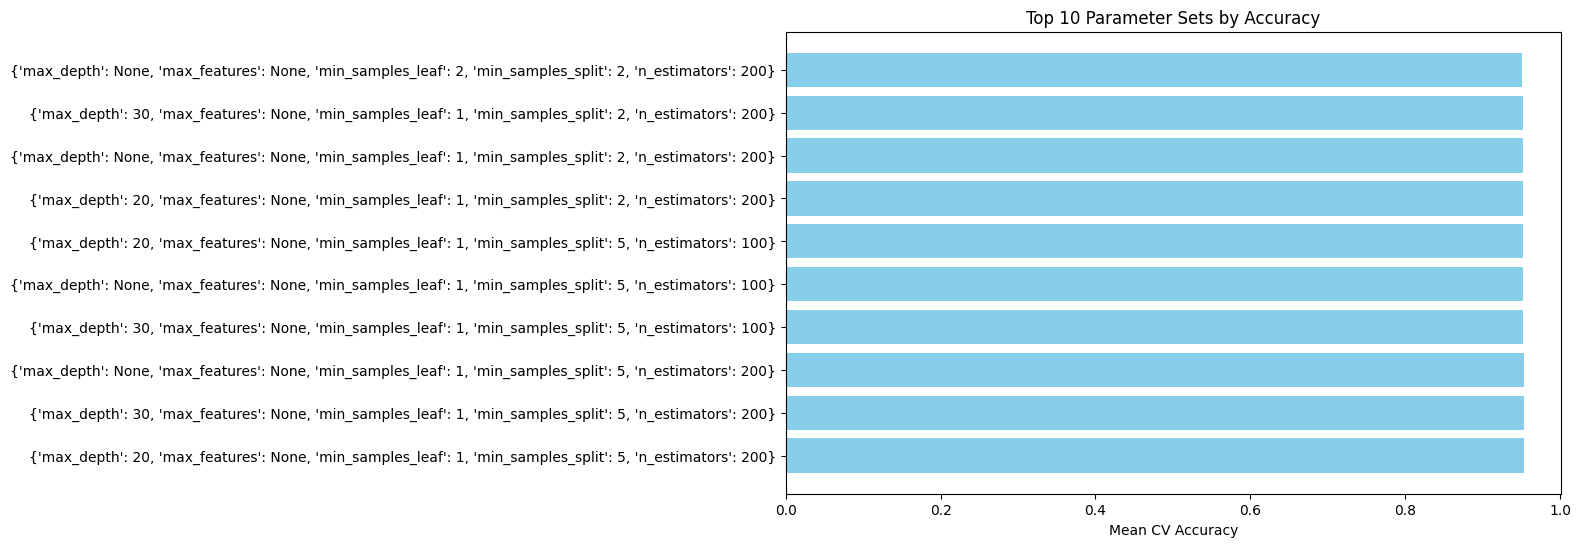 Top 10 Parameter Sets by Accuracy
{'max_depth': None, 'max_features': None, 'min_samples_leaf': 2, 'min_samples_split': 2, 'n_estimators': 200}
{'max_depth': 30, 'max_features': None, 'min_samples_leaf': 1, 'min_samples_split': 2, 'n_estimators': 200}
{'max_depth': None, 'max_features': None, 'min_samples_leaf': 1, 'min_samples_split': 2, 'n_estimators': 200}
{'max_depth': 20, 'max_features': None, 'min_samples_leaf': 1, 'min_samples_split': 2, 'n_estimators': 200}
{'max_depth': 20, 'max_features': None, 'min_samples_leaf': 1, 'min_samples_split': 5, 'n_estimators': 100}
{'max_depth': None, 'max_features': None, 'min_samples_leaf': 1, 'min_samples_split': 5, 'n_estimators': 100}
{'max_depth': 30, 'max_features': None, 'min_samples_leaf': 1, 'min_samples_split': 5, 'n_estimators': 100}
{'max_depth': None, 'max_features': None, 'min_samples_leaf': 1, 'min_samples_split': 5, 'n_estimators': 200}
{'max_depth': 30, 'max_features': None, 'min_samples_leaf': 1, 'min_samples_split': 5, 'n_estimators': 200}
{'max_depth': 20, 'max_features': None, 'min_samples_leaf': 1, 'min_samples_split': 5, 'n_estimators': 200}
0.0 0.2 0.4 0.6 0.8 1.0
Mean CV Accuracy